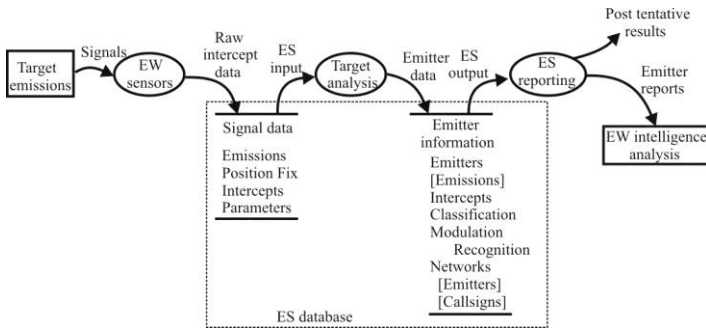 Post tentative
results
Signals
Raw
intercept
data
ES
input
Emitter
data
ES
output
Target
emissions
EW
sensors
Target
analysis
ES
reporting
Emitter
reports
Signal data
Emissions
Position Fix
Intercepts
Parameters
Emitter
information
Emitters
[Emissions]
Intercepts
Classification
Modulation
Recognition
Networks
[Emitters]
[Callsigns]
EW intelligence
analysis
ES database